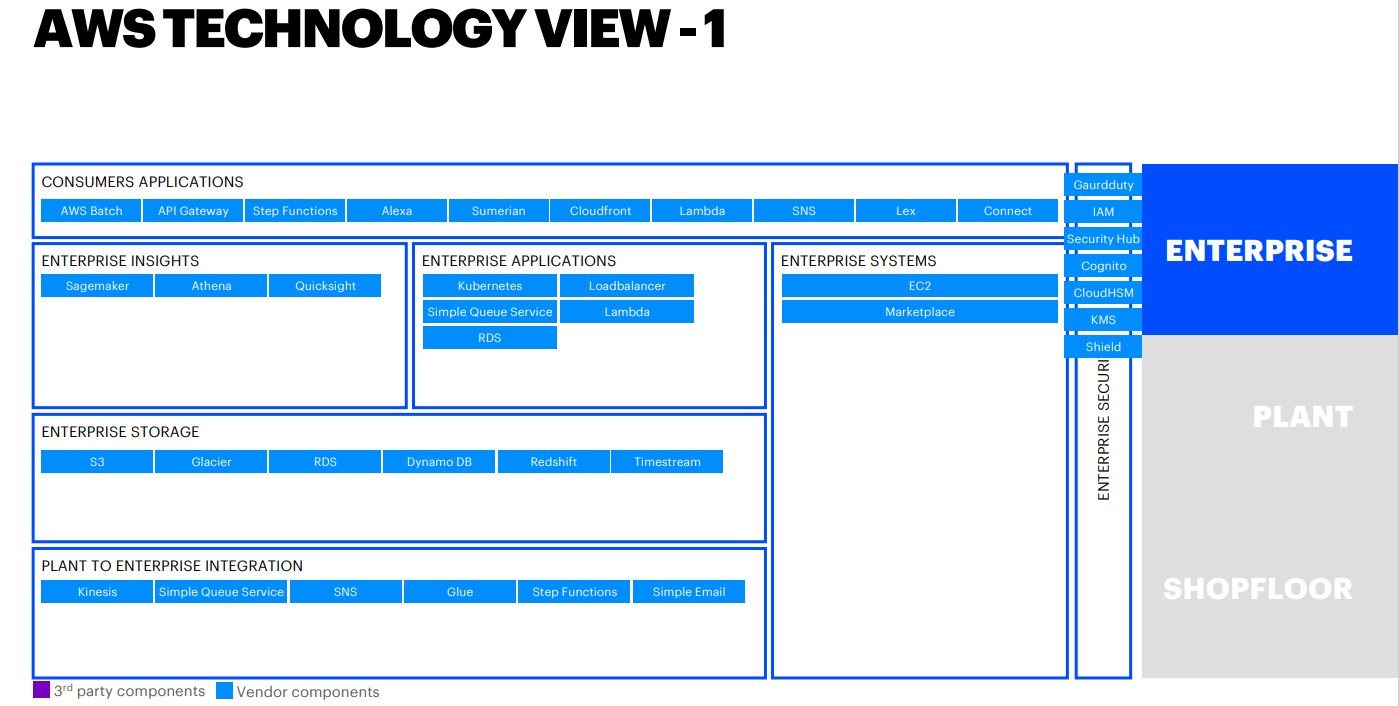 AWS TECHNOLOGY VIEW - 1
CONSUMERS APPLICATIONS
AWS Batch
API Gateway
Step Functions
Alexa
Sumerian
Cloudfront
Lambda
SNS
Lex
Connect
ENTERPRISE INSIGHTS
Sagemaker
Athena
Quicksight
ENTERPRISE APPLICATIONS
Kubernetes
Loadbalancer
Simple Queue Service
Lambda
RDS
ENTERPRISE SYSTEMS
EC2
Marketplace
ENTERPRISE STORAGE
S3
Glacier
RDS
Dynamo DB
Redshift
Timestream
PLANT TO ENTERPRISE INTEGRATION
Kinesis
Simple Queue Service
SNS
Glue
Step Functions
Simple Email
Gaurdduty
IAM
Security Hub
Cognito
CloudHSM
KMS
Shield
ENTERPRISE SECURI
ENTERPRISE
PLANT
SHOPFLOOR
3rd party components
Vendor components